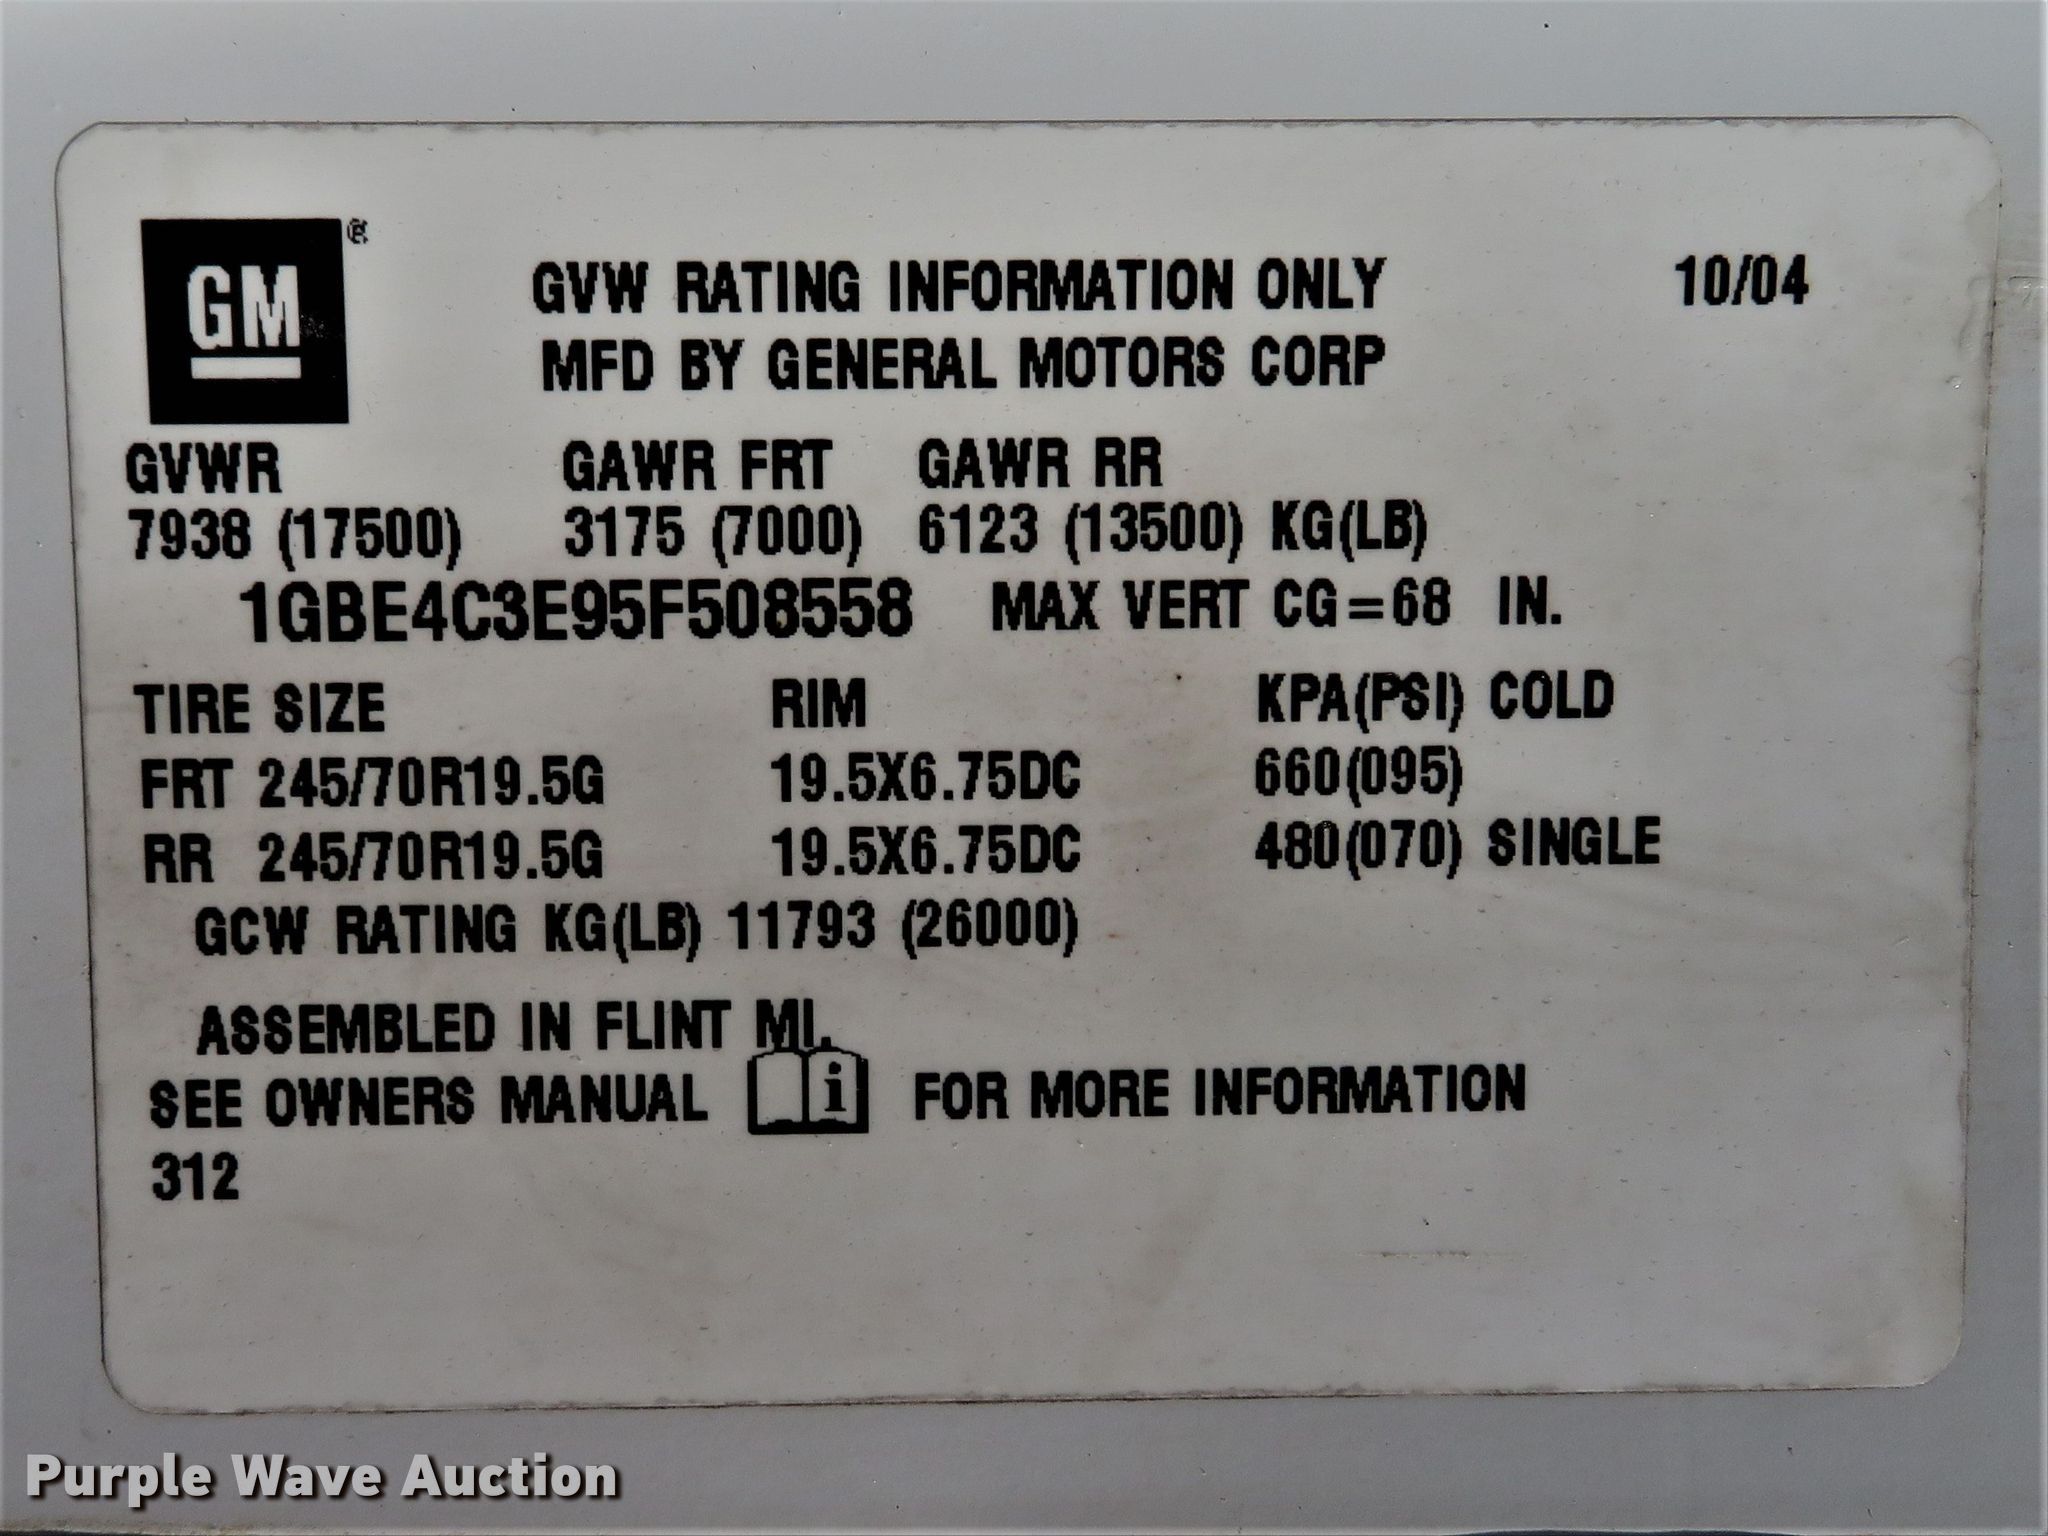 GM ®
GVW RATING INFORMATION ONLY 10/04
MFD BY GENERAL MOTORS CORP
GVWR GAWR FRT GAWR RR
7938 (17500) 3175 (7000) 6123 (13500) KG(LB)
1GBE4C3E95F508558 MAX VERT CG=68 IN.
TIRE SIZE RIM KPA(PSI) COLD
FRT 245/70R19.5G 19.5X6.75DC 660(095)
RR 245/70R19.5G 19.5X6.75DC 480(070) SINGLE
GCW RATING KG(LB) 11793 (26000)
ASSEMBLED IN FLINT MI.
SEE OWNERS MANUAL i FOR MORE INFORMATION
312
Purple Wave Auction